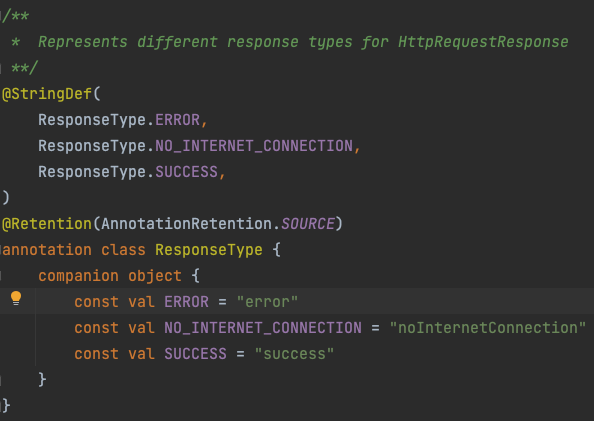 /**
 *  Represents different response types for HttpRequestResponse
 **/
@StringDef(
    ResponseType.ERROR,
    ResponseType.NO_INTERNET_CONNECTION,
    ResponseType.SUCCESS,
)
@Retention(AnnotationRetention.SOURCE)
annotation class ResponseType {
    companion object {
        const val ERROR = "error"
        const val NO_INTERNET_CONNECTION = "noInternetConnection"
        const val SUCCESS = "success"
    }
}